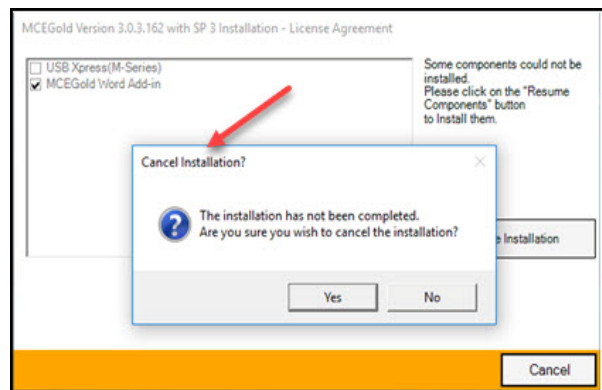 MCEGold Version 3.0.3.162 with SP 3 Installation - License Agreement
USB Xpress(M-Series)
MCEGold Word Add-in
Some components could not be
installed.
Please click on the "Resume
Components" button
to Install them.
Cancel Installation?
The installation has not been completed.
Are you sure you wish to cancel the installation?
Yes
No
e Installation
Cancel